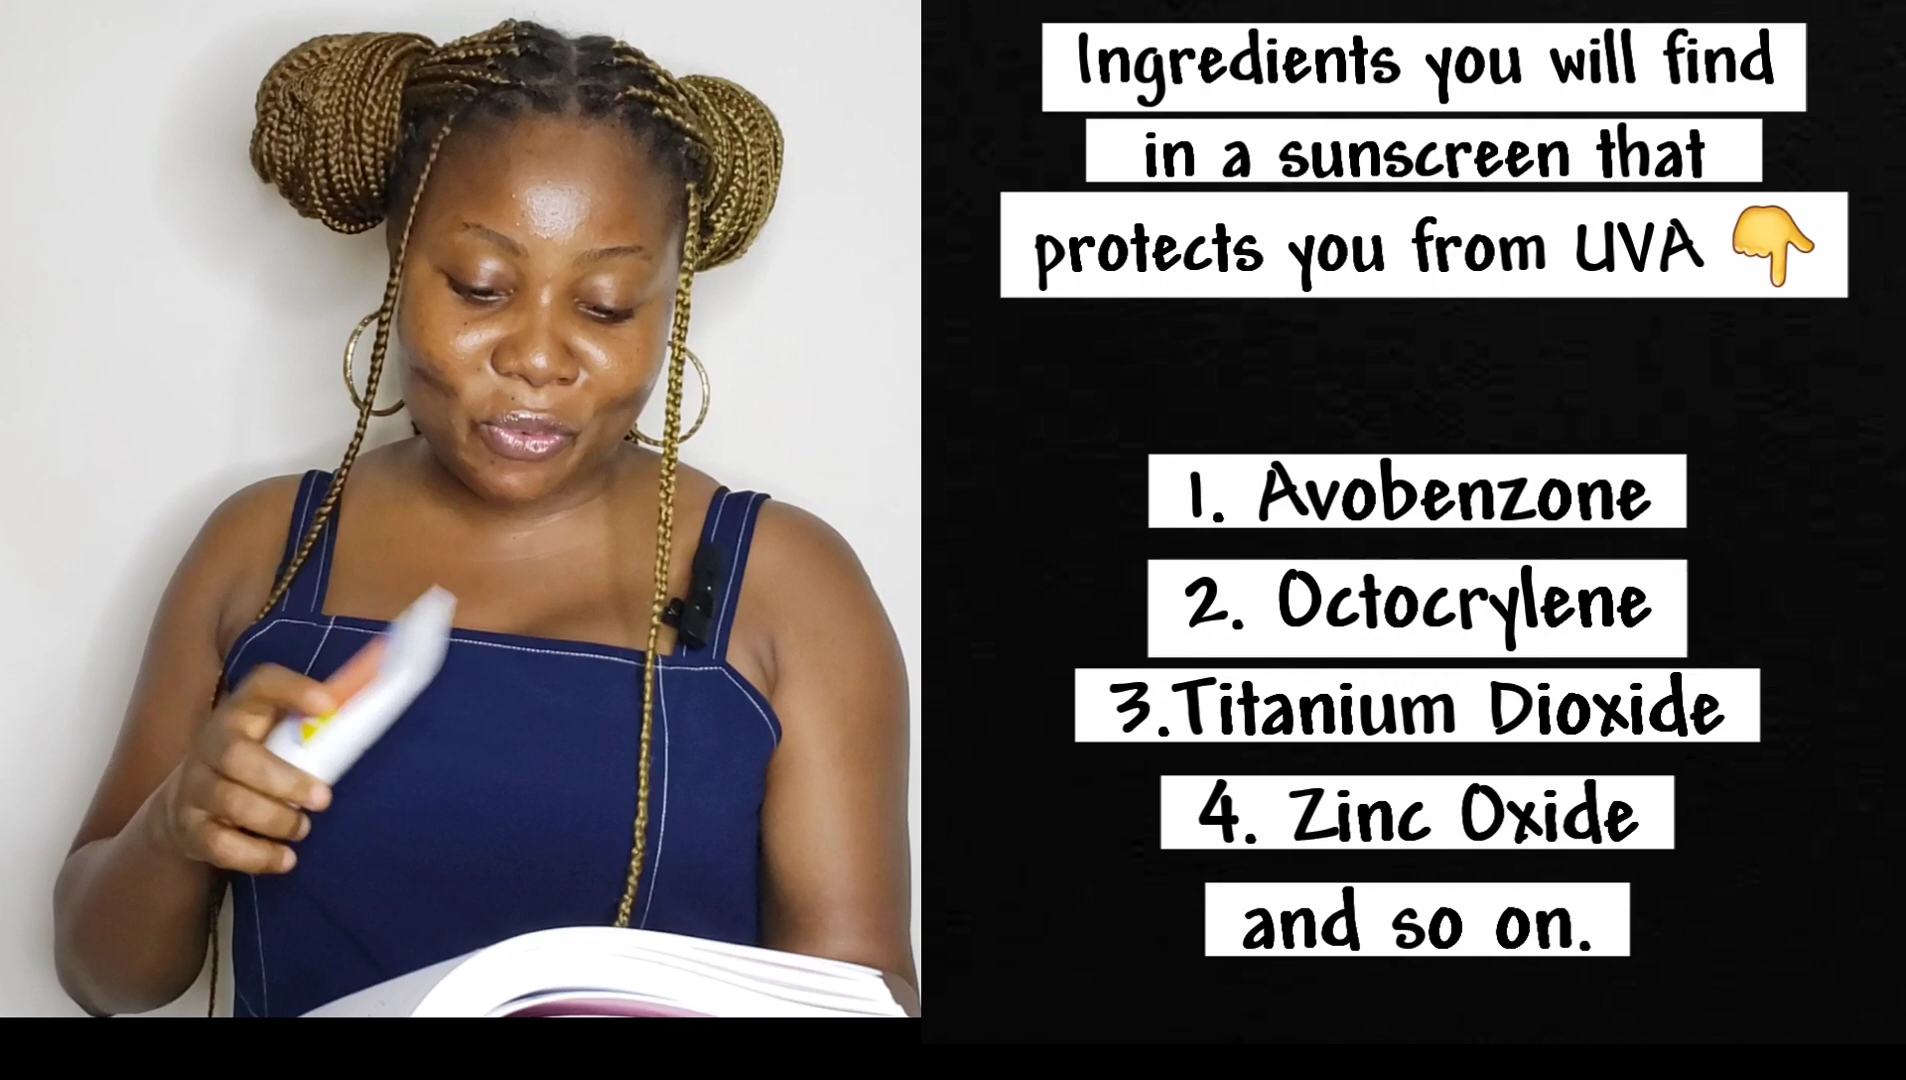 Ingredients you will find
in a sunscreen that
protects you from UVA 👇
1. Avobenzone
2. Octocrylene
3.Titanium Dioxide
4. Zinc Oxide
and so on.